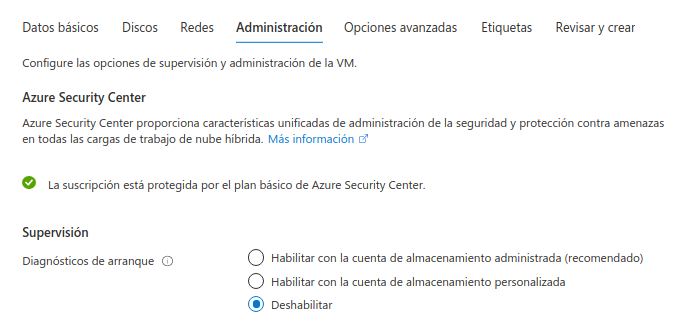 Datos básicos Discos Redes Administración Opciones avanzadas Etiquetas Revisar y crear
Configure las opciones de supervisión y administración de la VM.
Azure Security Center
Azure Security Center proporciona características unificadas de administración de la seguridad y protección contra amenazas
en todas las cargas de trabajo de nube híbrida. Más información
La suscripción está protegida por el plan básico de Azure Security Center.
Supervisión
Diagnósticos de arranque
Habilitar con la cuenta de almacenamiento administrada (recomendado)
Habilitar con la cuenta de almacenamiento personalizada
Deshabilitar